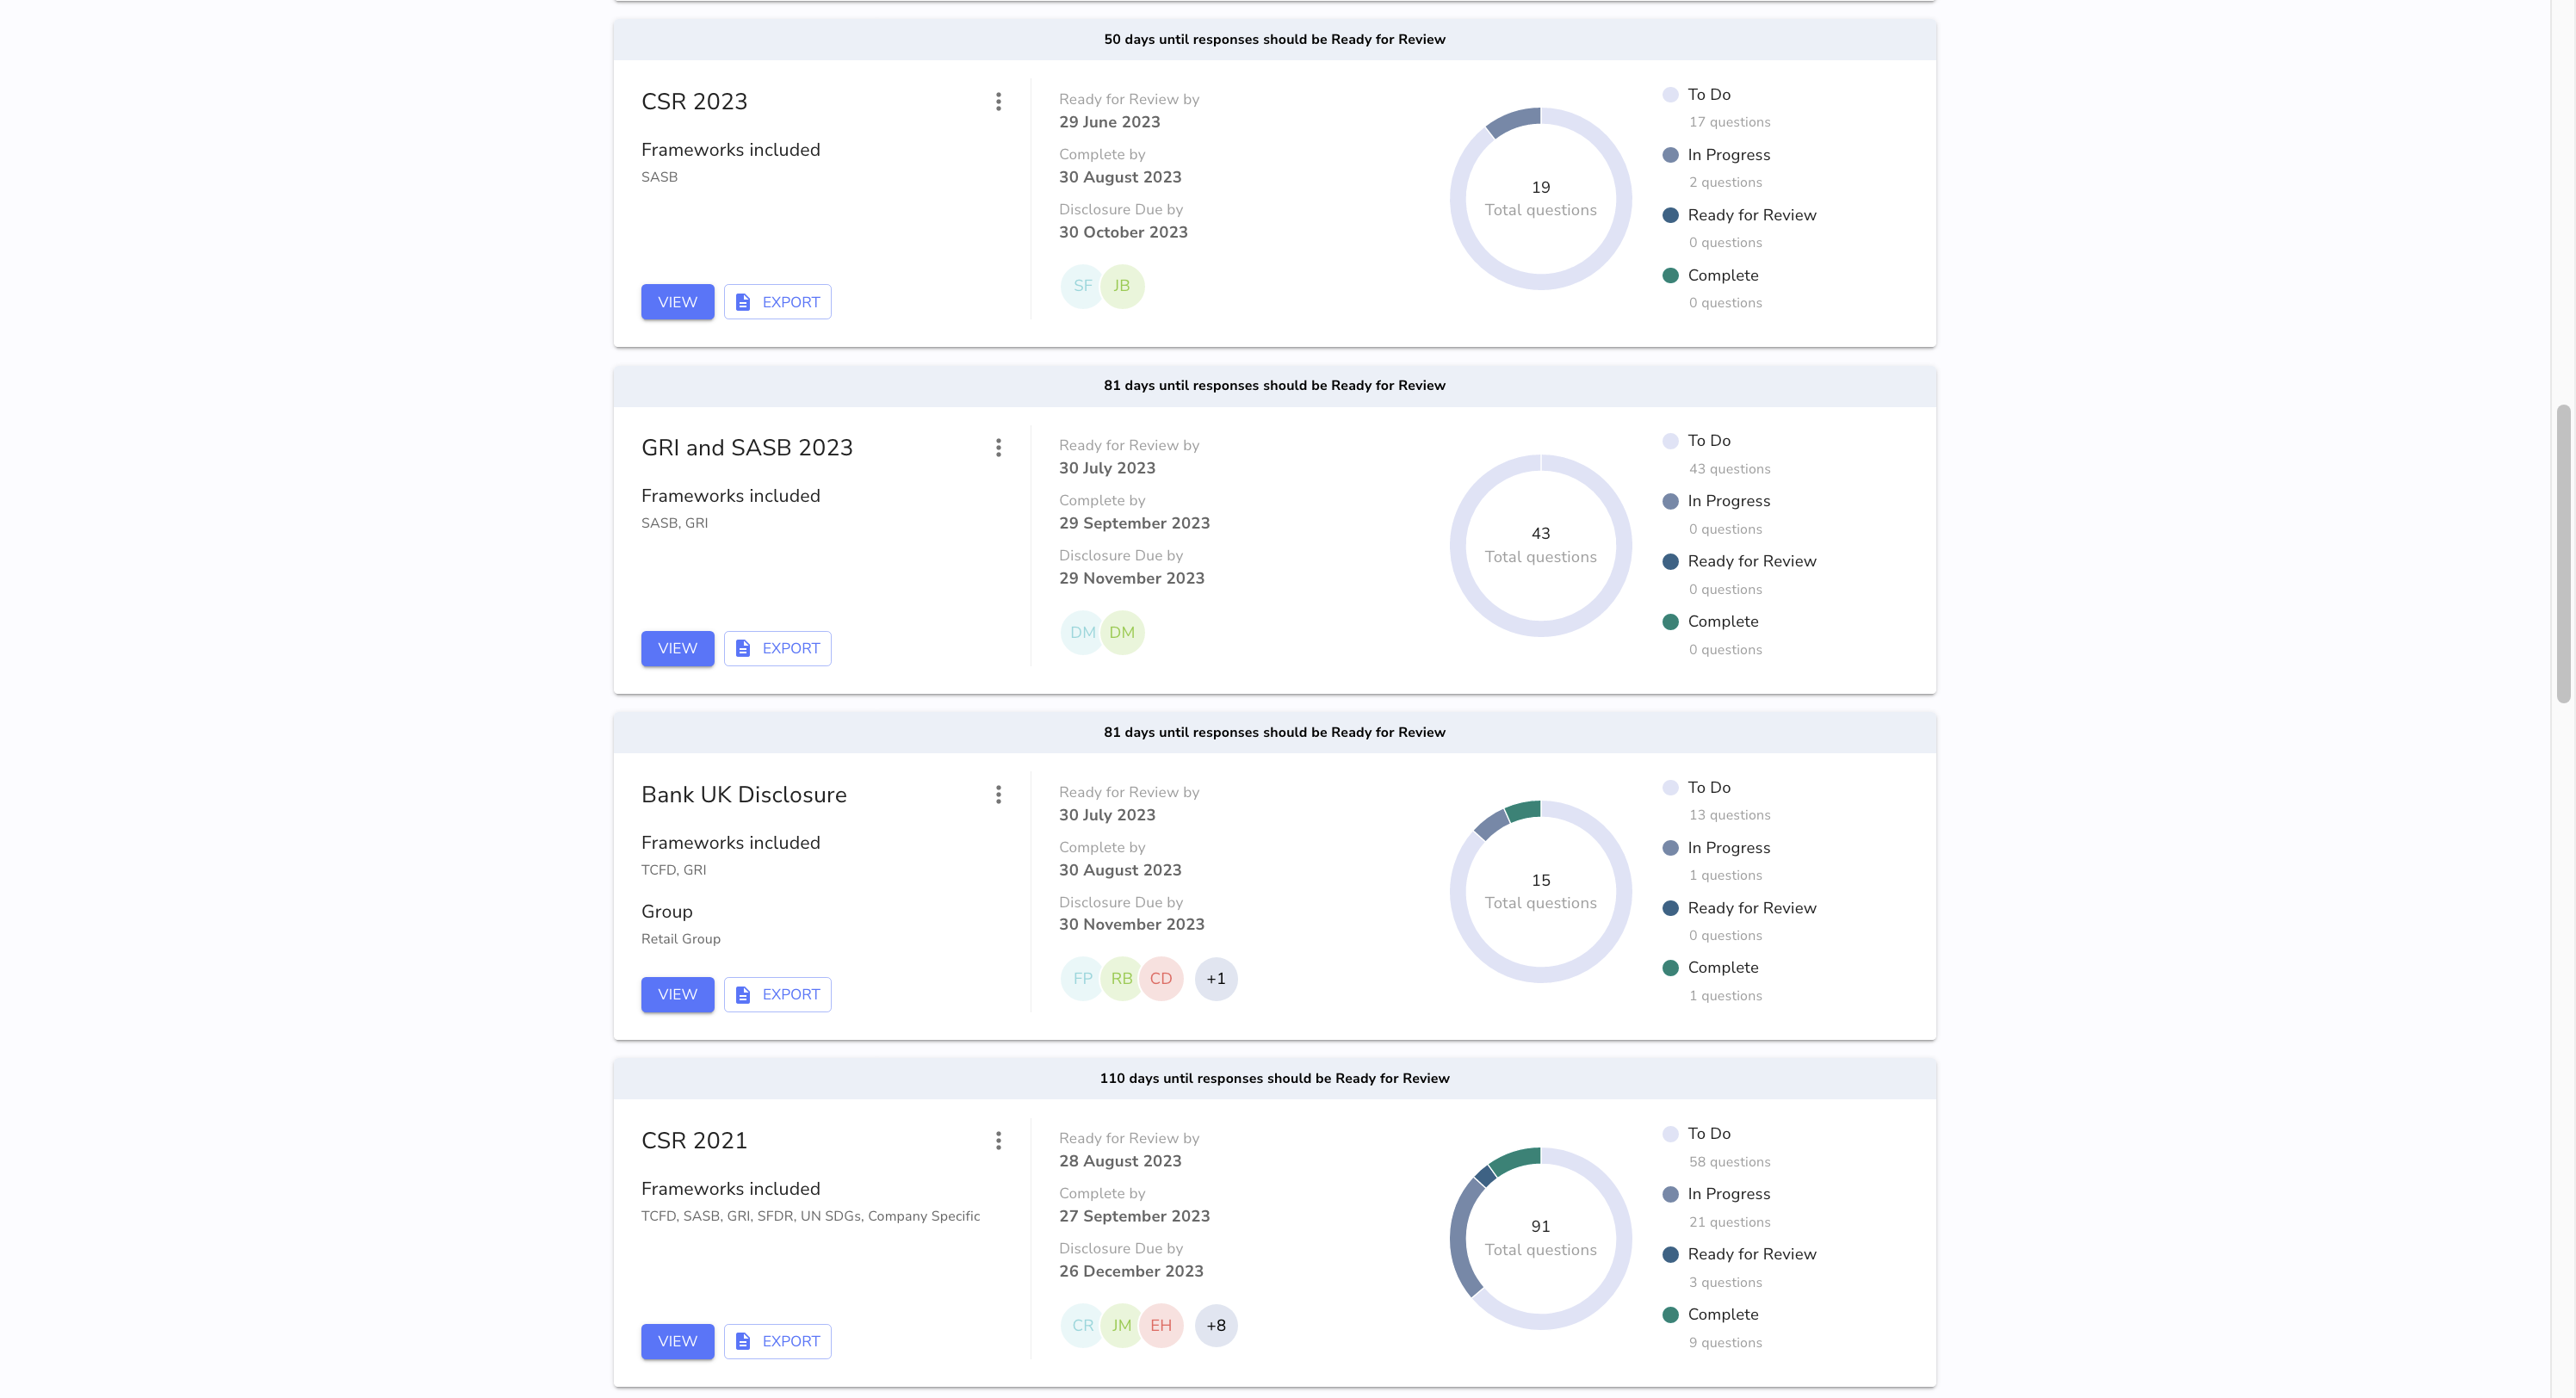 50 days until responses should be Ready for Review
CSR 2023
Frameworks included
SASB
VIEW
EXPORT
Ready for Review by
29 June 2023
Complete by
30 August 2023
Disclosure Due by
30 October 2023
SF
JB
19
Total questions
To Do
17 questions
In Progress
2 questions
Ready for Review
0 questions
Complete
0 questions
81 days until responses should be Ready for Review
GRI and SASB 2023
Frameworks included
SASB, GRI
VIEW
EXPORT
Ready for Review by
30 July 2023
Complete by
29 September 2023
Disclosure Due by
29 November 2023
DM
DM
43
Total questions
To Do
43 questions
In Progress
0 questions
Ready for Review
0 questions
Complete
0 questions
81 days until responses should be Ready for Review
Bank UK Disclosure
Frameworks included
TCFD, GRI
Group
Retail Group
VIEW
EXPORT
Ready for Review by
30 July 2023
Complete by
30 August 2023
Disclosure Due by
30 November 2023
FP
RB
CD
+1
15
Total questions
To Do
13 questions
In Progress
1 questions
Ready for Review
0 questions
Complete
1 questions
110 days until responses should be Ready for Review
CSR 2021
Frameworks included
TCFD, SASB, GRI, SFDR, UN SDGs, Company Specific
VIEW
EXPORT
Ready for Review by
28 August 2023
Complete by
27 September 2023
Disclosure Due by
26 December 2023
CR
JM
EH
+8
91
Total questions
To Do
58 questions
In Progress
21 questions
Ready for Review
3 questions
Complete
9 questions